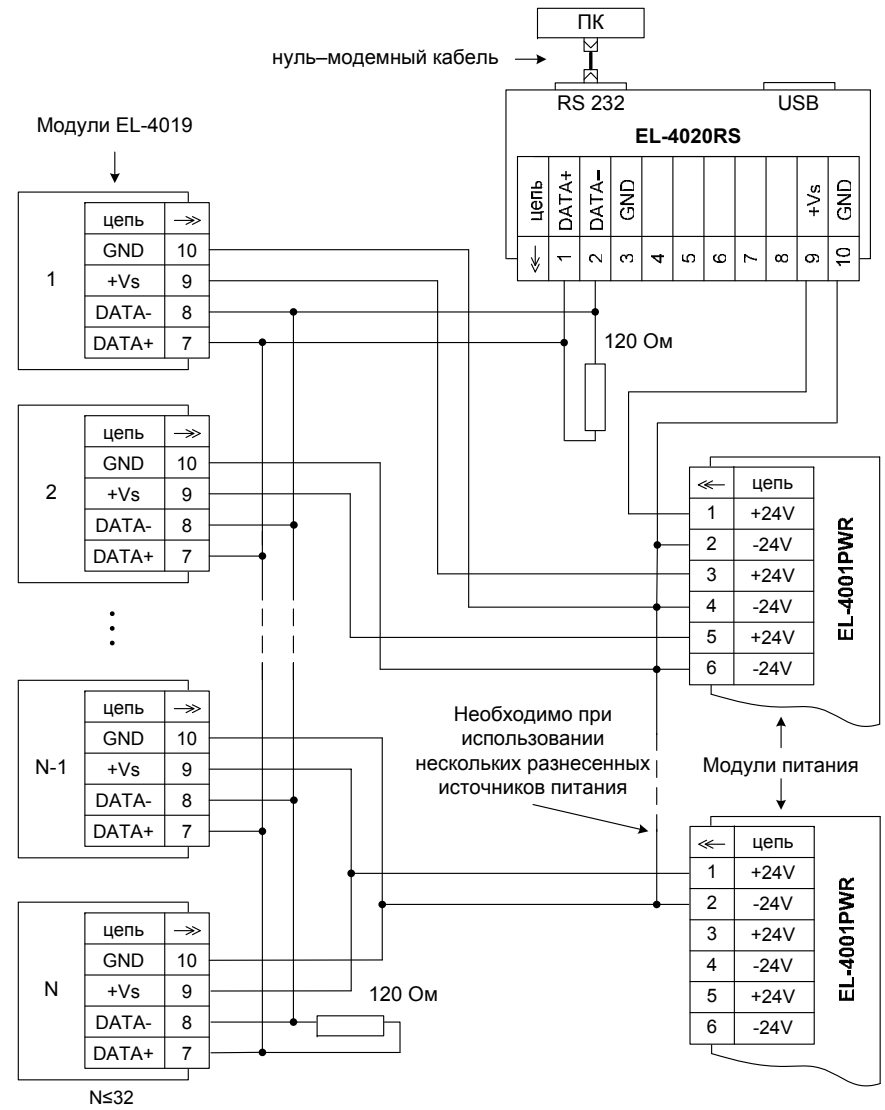 ПК
нуль–модемный кабель
RS 232
USB
EL-4020RS
цепь
DATA+
DATA–
GND
+Vs
GND
1
2
3
4
5
6
7
8
9
10
120 Ом
Модули EL-4019
1
цепь
GND 10
+Vs 9
DATA- 8
DATA+ 7
2
цепь
GND 10
+Vs 9
DATA- 8
DATA+ 7
N-1
цепь
GND 10
+Vs 9
DATA- 8
DATA+ 7
N
цепь
GND 10
+Vs 9
DATA- 8
DATA+ 7
120 Ом
N≤32
цепь
1 +24V
2 -24V
3 +24V
4 -24V
5 +24V
6 -24V
EL-4001PWR
Необходимо при
использовании
нескольких разнесенных
источников питания
Модули питания
цепь
1 +24V
2 -24V
3 +24V
4 -24V
5 +24V
6 -24V
EL-4001PWR